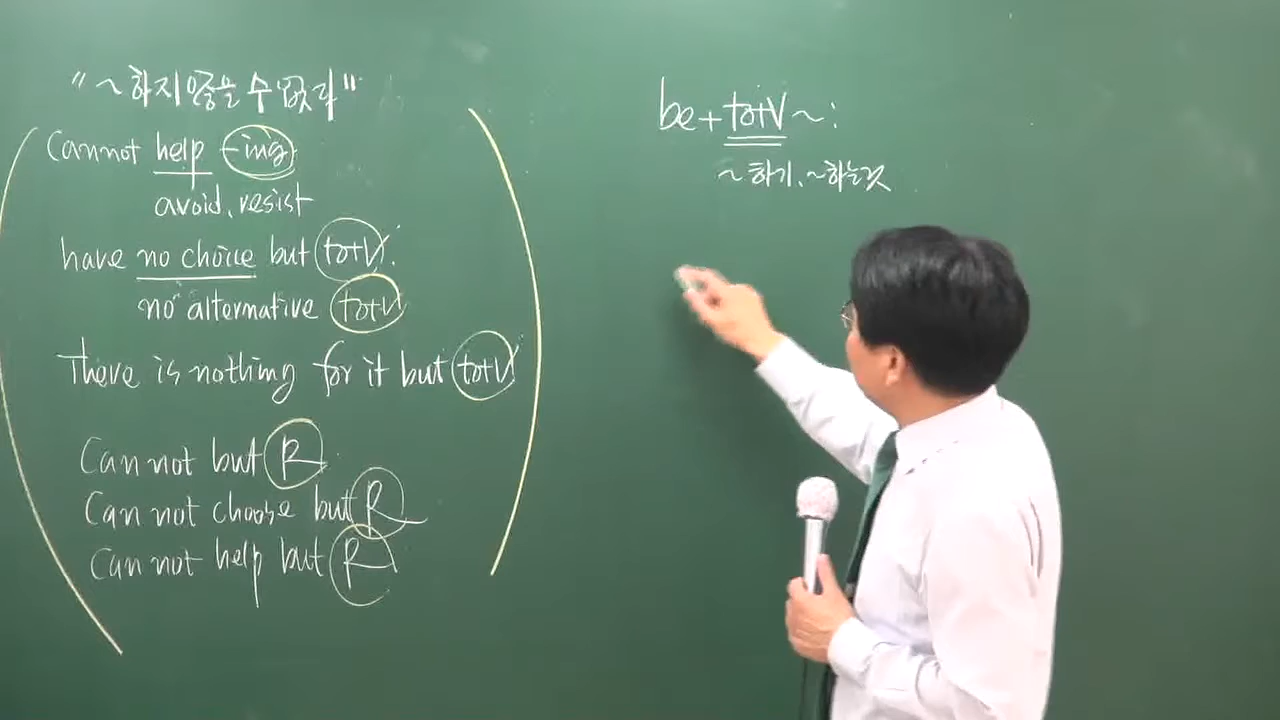 "~하지 않을 수 없다"
Cannot help -ing
avoid, resist
have no choice but to+V.
no alternative to+V
There is nothing for it but to+V
Can not but R
Can not choose but R
Can not help but R
be+to+V ~:
~하기, ~하는 것